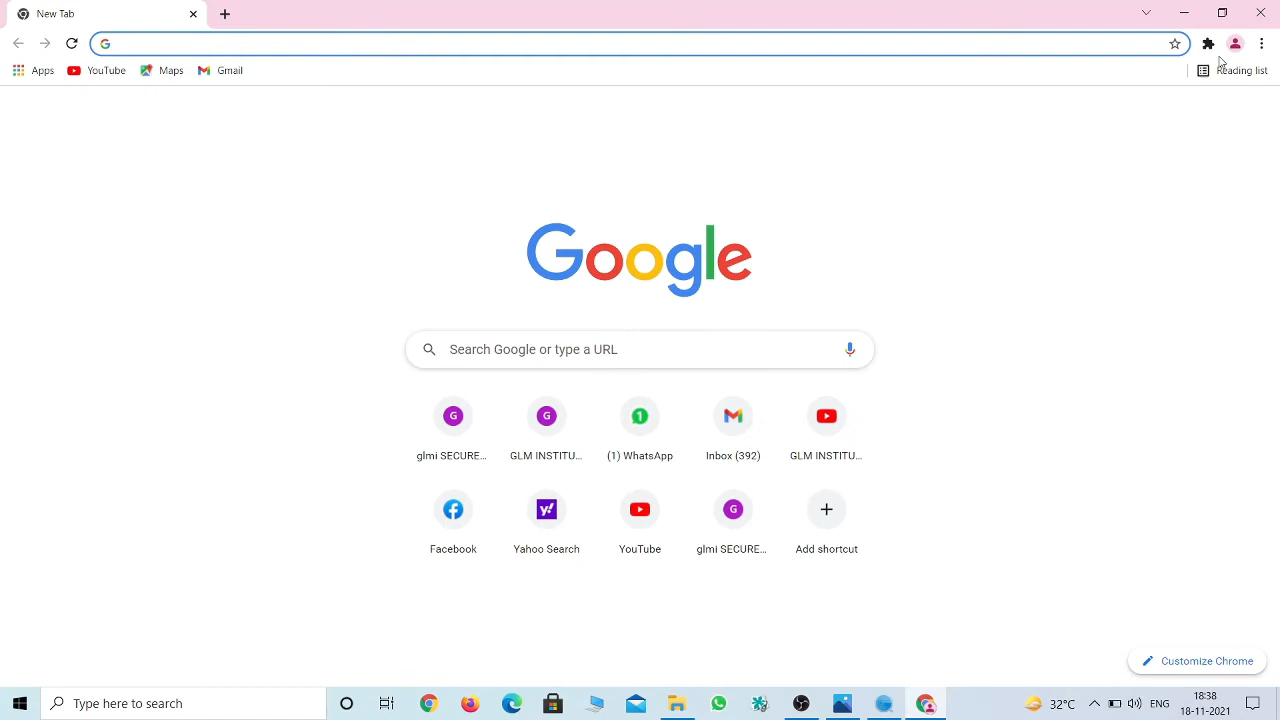 New Tab
Apps YouTube Maps Gmail Reading list
Google
Search Google or type a URL
glmi SECURE... GLM INSTITU... (1) WhatsApp Inbox (392) GLM INSTITU...
Facebook Yahoo Search YouTube glmi SECURE... Add shortcut
Customize Chrome
Type here to search 32°C ENG 18:38
18-11-2021